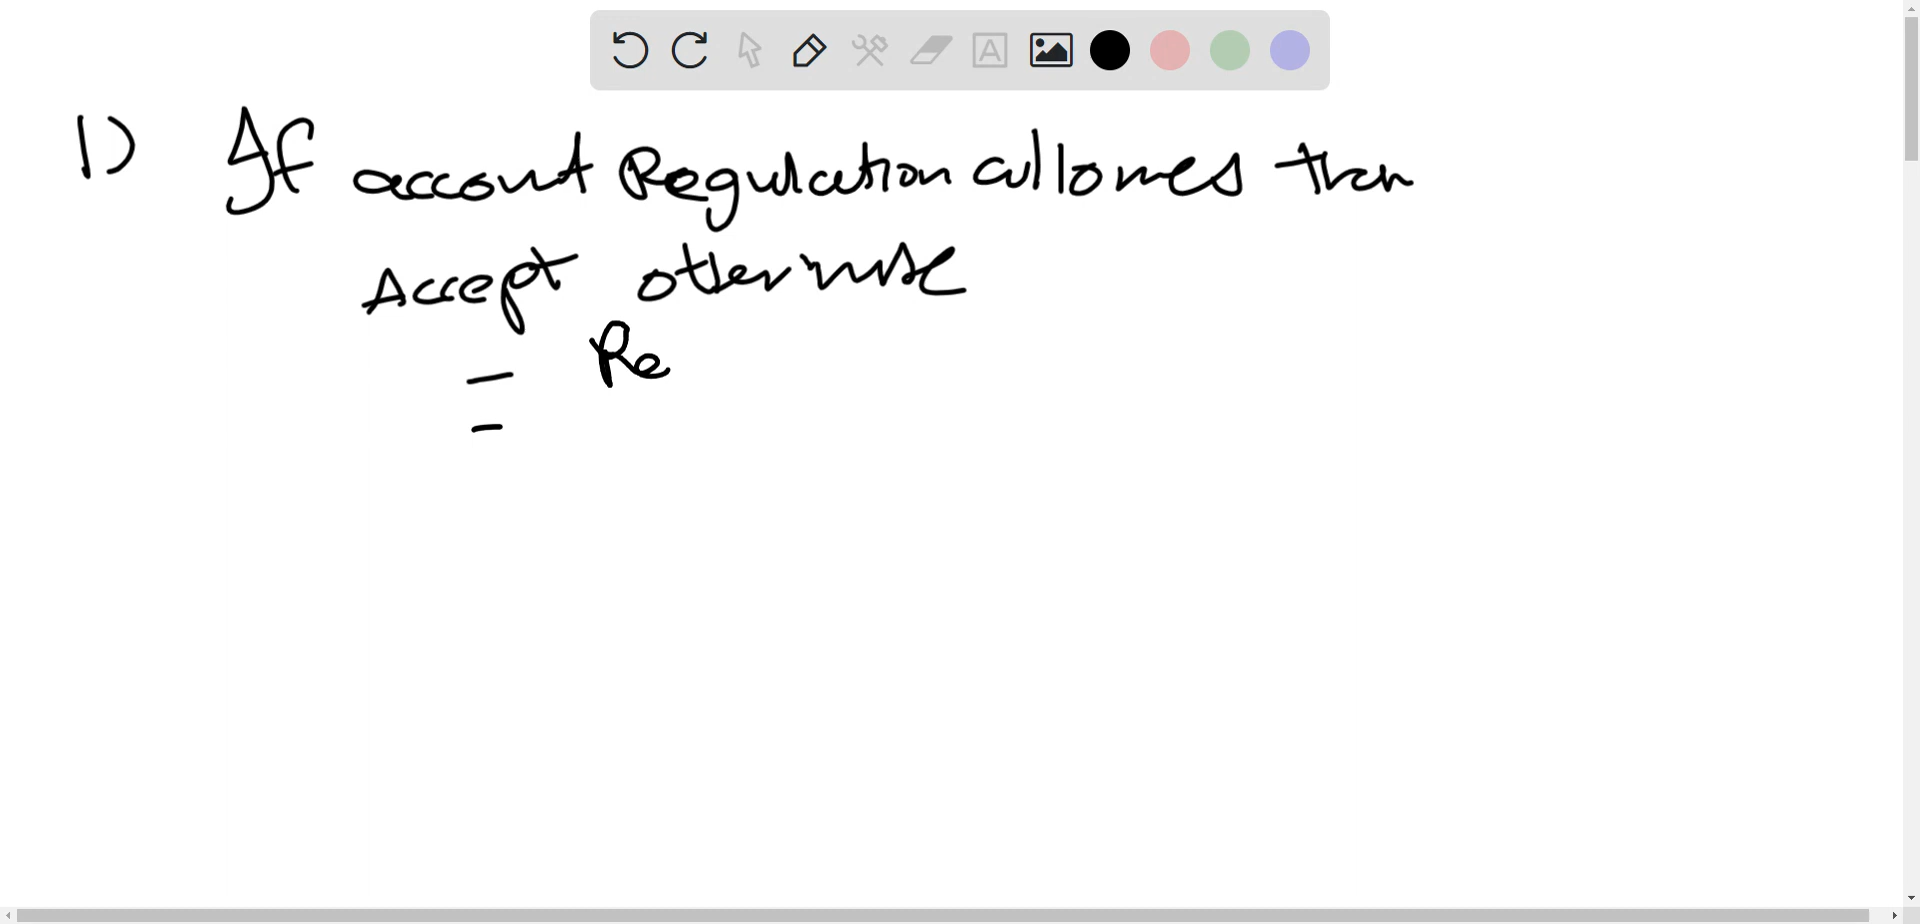 1) If account Regulation allowes then
Accept otherwise
- Re
-